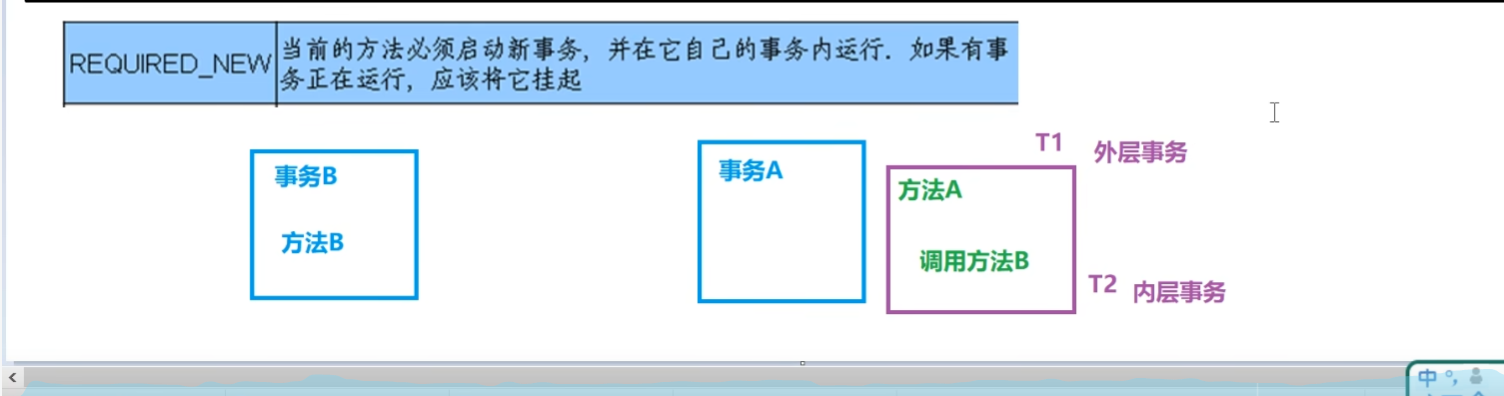 REQUIRED_NEW
当前的方法必须启动新事务，并在它自己的事务内运行．如果有事
务正在运行，应该将它挂起
事务B
方法B
事务A
T1 外层事务
方法A
调用方法B
T2 内层事务
中 °,